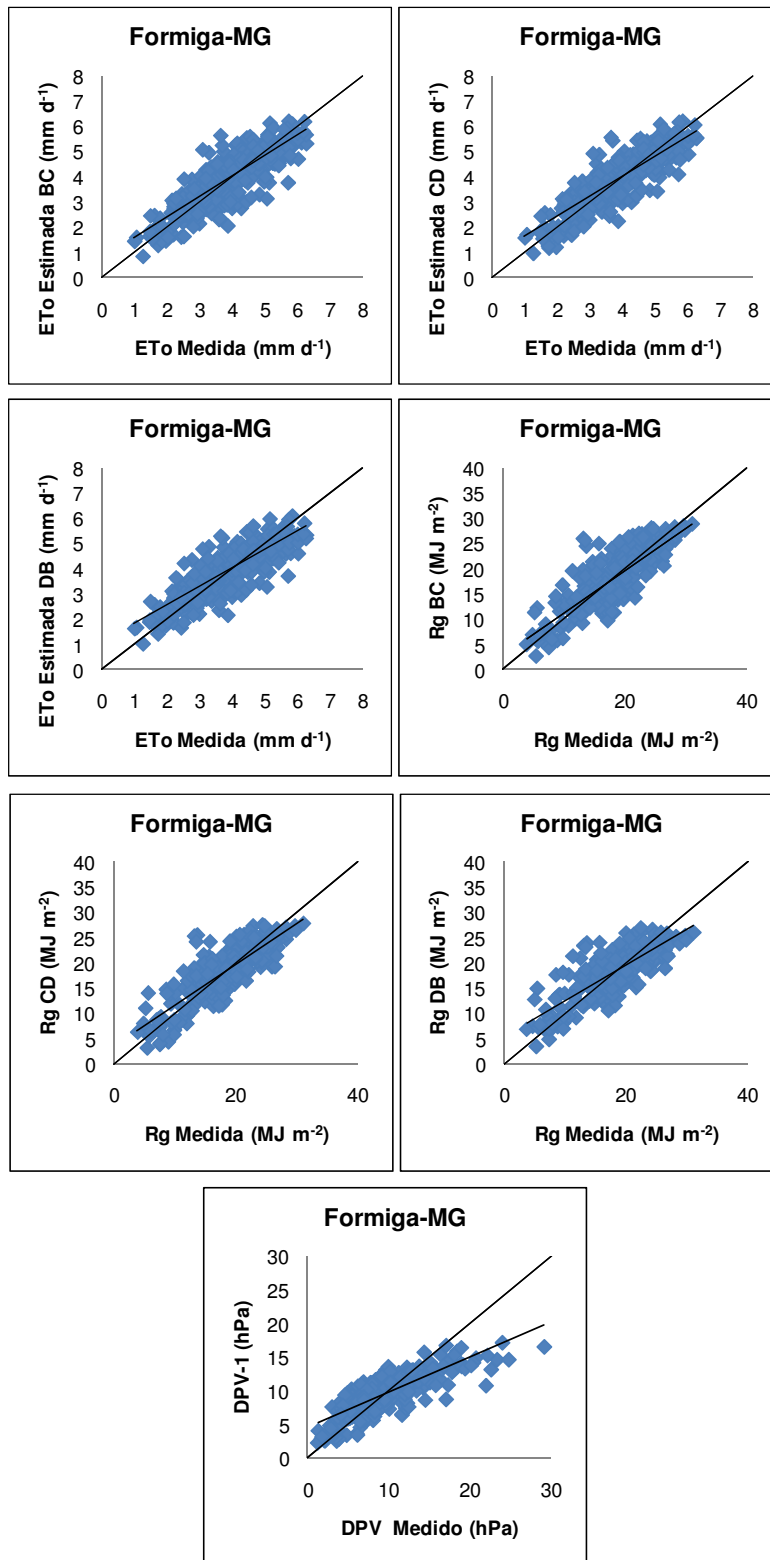 Formiga-MG
ETo Estimada BC (mm d-1)
8
7
6
5
4
3
2
1
0
0 1 2 3 4 5 6 7 8
ETo Medida (mm d-1)
Formiga-MG
ETo Estimada CD (mm d-1)
8
7
6
5
4
3
2
1
0
0 1 2 3 4 5 6 7 8
ETo Medida (mm d-1)
Formiga-MG
ETo Estimada DB (mm d-1)
8
7
6
5
4
3
2
1
0
0 1 2 3 4 5 6 7 8
ETo Medida (mm d-1)
Formiga-MG
Rg BC (MJ m-2)
40
35
30
25
20
15
10
5
0
0 20 40
Rg Medida (MJ m-2)
Formiga-MG
Rg CD (MJ m-2)
40
35
30
25
20
15
10
5
0
0 20 40
Rg Medida (MJ m-2)
Formiga-MG
Rg DB (MJ m-2)
40
35
30
25
20
15
10
5
0
0 20 40
Rg Medida (MJ m-2)
Formiga-MG
DPV-1 (hPa)
30
25
20
15
10
5
0
0 10 20 30
DPV Medido (hPa)